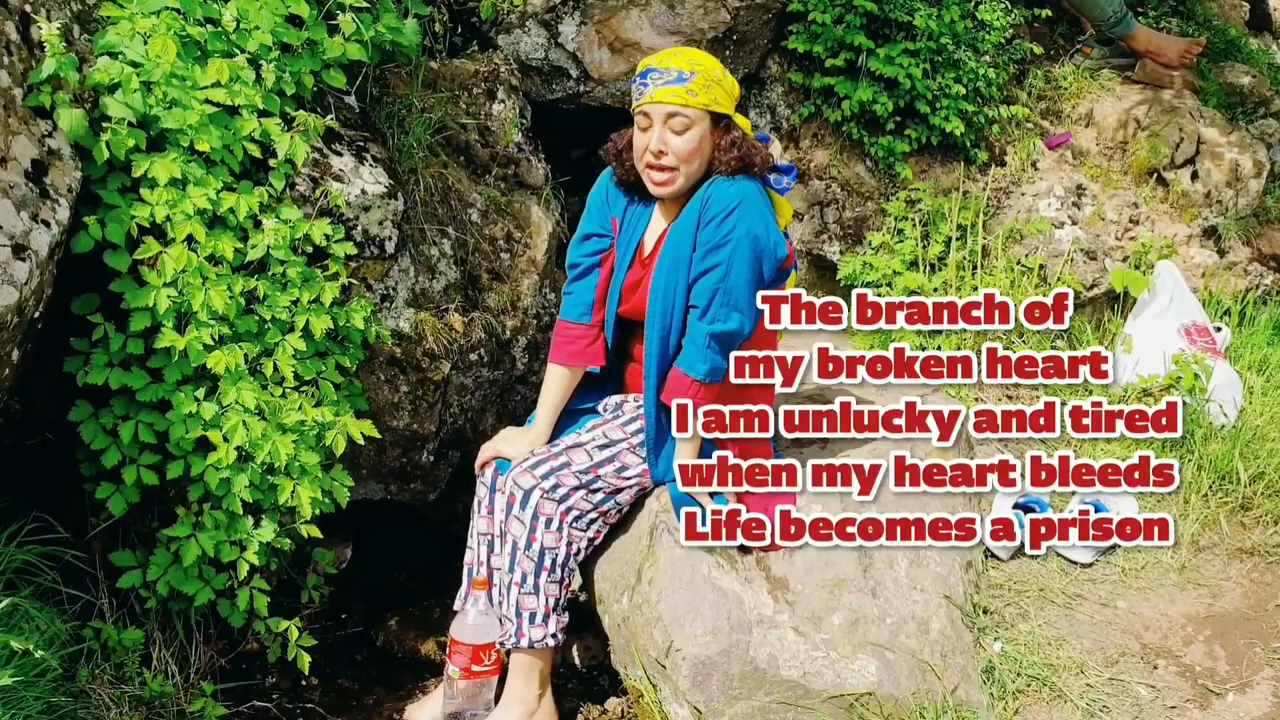 The branch of
my broken heart
I am unlucky and tired
when my heart bleeds
Life becomes a prison